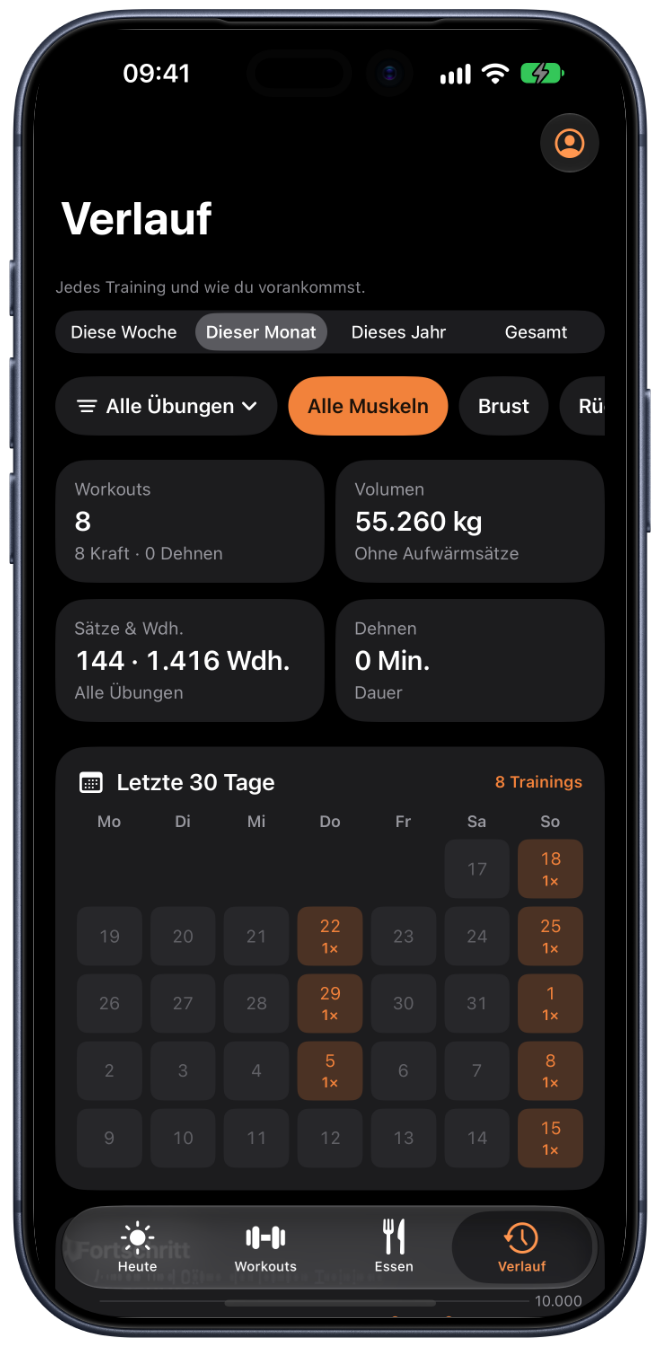 09:41
Verlauf
Jedes Training und wie du vorankommst.
Diese Woche Dieser Monat Dieses Jahr Gesamt
Alle Übungen Alle Muskeln Brust
Workouts
8
8 Kraft · 0 Dehnen
Volumen
55.260 kg
Ohne Aufwärmsätze
Sätze & Wdh.
144 · 1.416 Wdh.
Alle Übungen
Dehnen
0 Min.
Dauer
Letzte 30 Tage 8 Trainings
Mo Di Mi Do Fr Sa So
17 18
1×
19 20 21 22 23 24 25
1× 1×
26 27 28 29 30 31 1
1× 1×
2 3 4 5 6 7 8
1× 1×
9 10 11 12 13 14 15
1×
Fortschritt
Heute Workouts Essen Verlauf
10.000